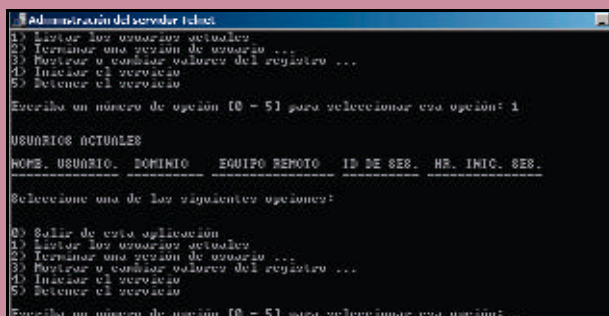 Administración del servidor Telnet
1) Listar los usuarios actuales
2) Terminar una sesión de usuario ...
3) Mostrar o cambiar valores del registro ...
4) Iniciar el servicio
5) Detener el servicio
Escriba un número de opción [0 - 5] para seleccionar esa opción: 1
USUARIOS ACTUALES
NOMB. USUARIO. DOMINIO EQUIPO REMOTO ID DE SES. HR. INIC. SES.
Seleccione una de las siguientes opciones:
0) Salir de esta aplicación
1) Listar los usuarios actuales
2) Terminar una sesión de usuario ...
3) Mostrar o cambiar valores del registro ...
4) Iniciar el servicio
5) Detener el servicio
Escriba un número de opción [0 - 5] para seleccionar esa opción: